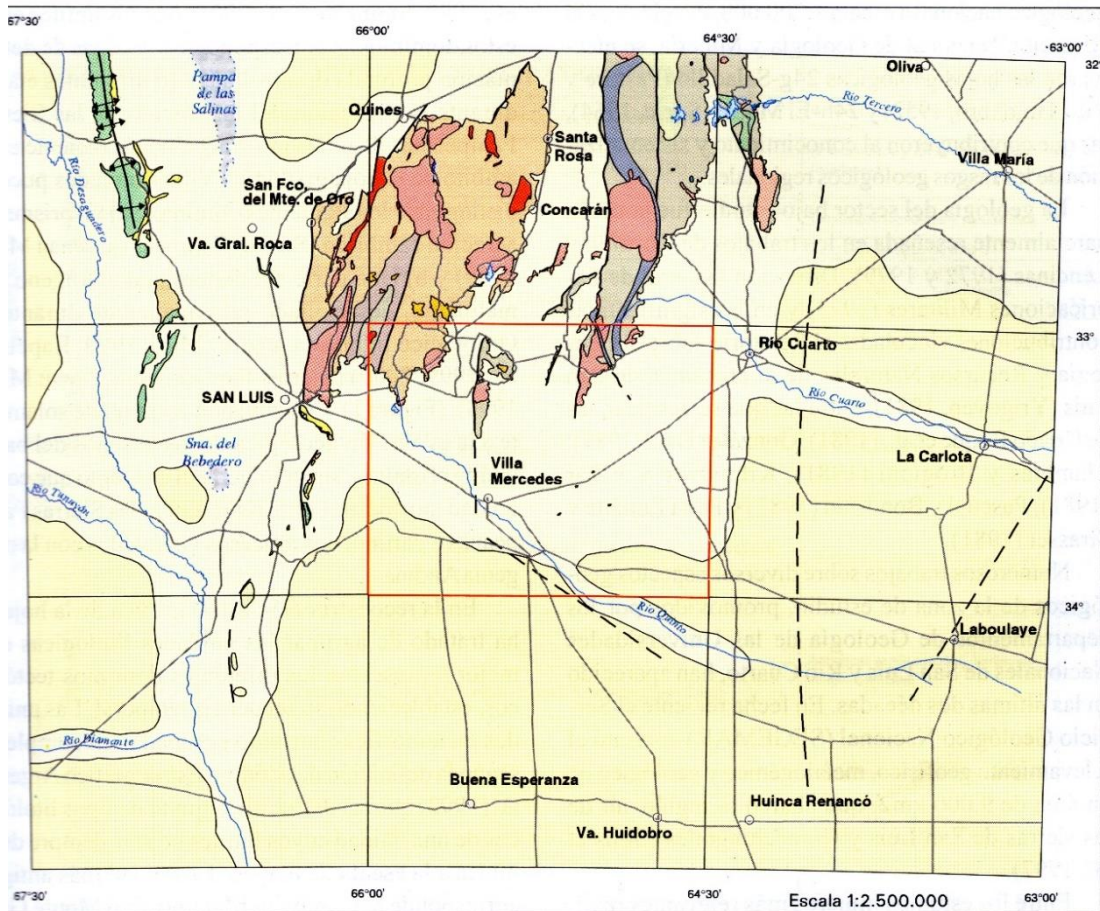 67°30'
66°00'
64°30'
-63°00'
Oliva
32°
Pampa
de las
Salinas
Río Tercero
Quines
Santa
Rosa
Villa María
Río Desaguadero
San Fco.
del Mte. de Oro
Concarán
Va. Gral. Roca
33°
Río Cuarto
SAN LUIS
Río Cuarto
Sna. del
Bebedero
La Carlota
Villa
Mercedes
Río Tunuyán
34°
Río Quinto
Laboulaye
Río Diamante
Buena Esperanza
Huinca Renancó
Va. Huidobro
67°30'
66°00'
64°30'
63°00'
Escala 1:2.500.000